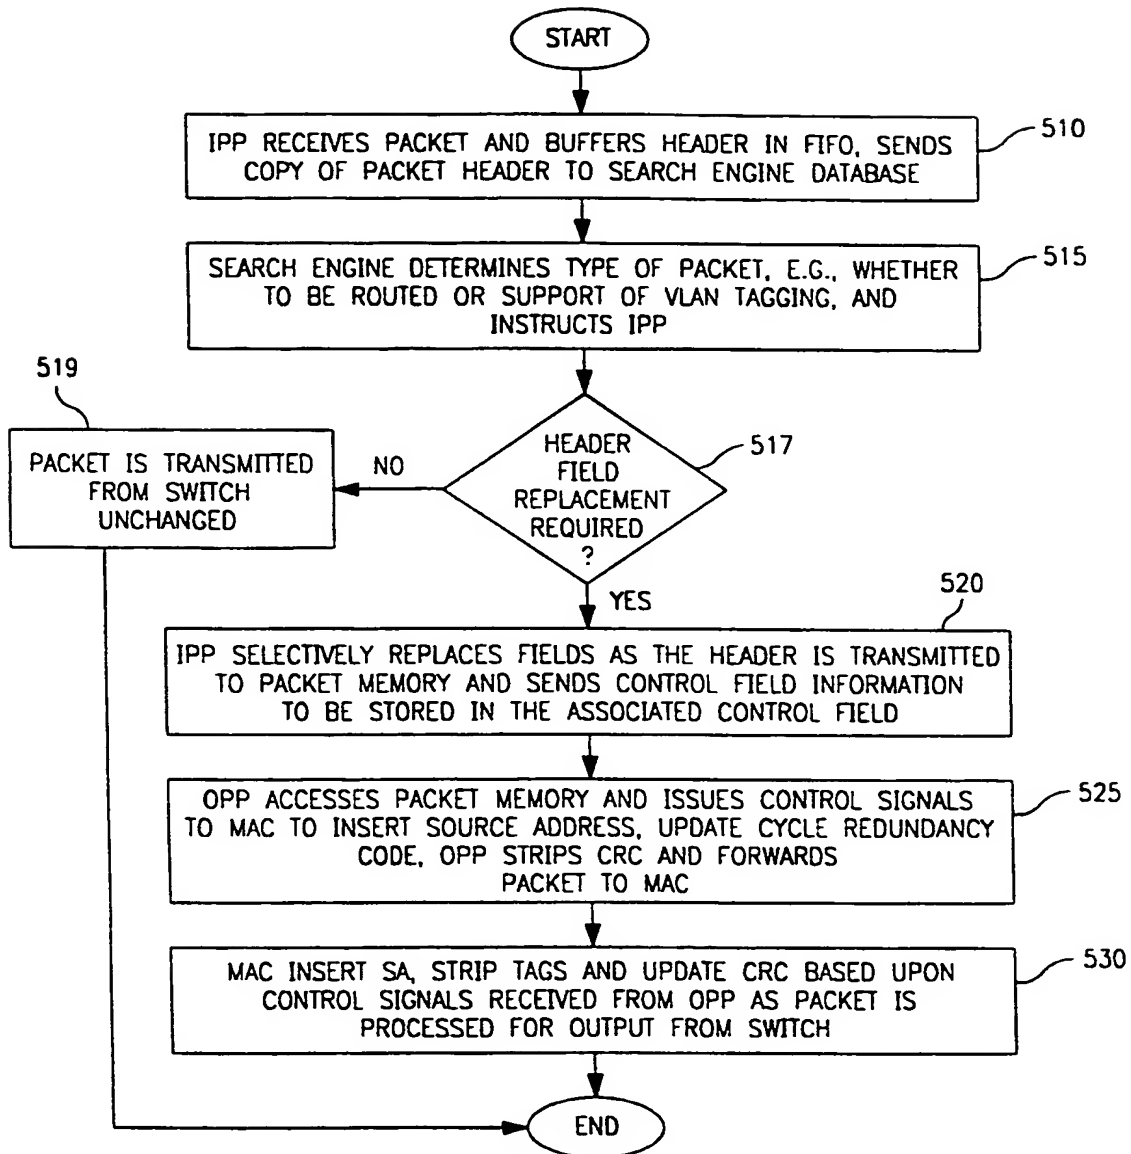 START
IPP RECEIVES PACKET AND BUFFERS HEADER IN FIFO, SENDS
COPY OF PACKET HEADER TO SEARCH ENGINE DATABASE
510
SEARCH ENGINE DETERMINES TYPE OF PACKET, E.G., WHETHER
TO BE ROUTED OR SUPPORT OF VLAN TAGGING, AND
INSTRUCTS IPP
515
519
PACKET IS TRANSMITTED
FROM SWITCH
UNCHANGED
NO
HEADER
FIELD
REPLACEMENT
REQUIRED
?
517
YES
520
IPP SELECTIVELY REPLACES FIELDS AS THE HEADER IS TRANSMITTED
TO PACKET MEMORY AND SENDS CONTROL FIELD INFORMATION
TO BE STORED IN THE ASSOCIATED CONTROL FIELD
OPP ACCESSES PACKET MEMORY AND ISSUES CONTROL SIGNALS
TO MAC TO INSERT SOURCE ADDRESS, UPDATE CYCLE REDUNDANCY
CODE, OPP STRIPS CRC AND FORWARDS
PACKET TO MAC
525
MAC INSERT SA, STRIP TAGS AND UPDATE CRC BASED UPON
CONTROL SIGNALS RECEIVED FROM OPP AS PACKET IS
PROCESSED FOR OUTPUT FROM SWITCH
530
END